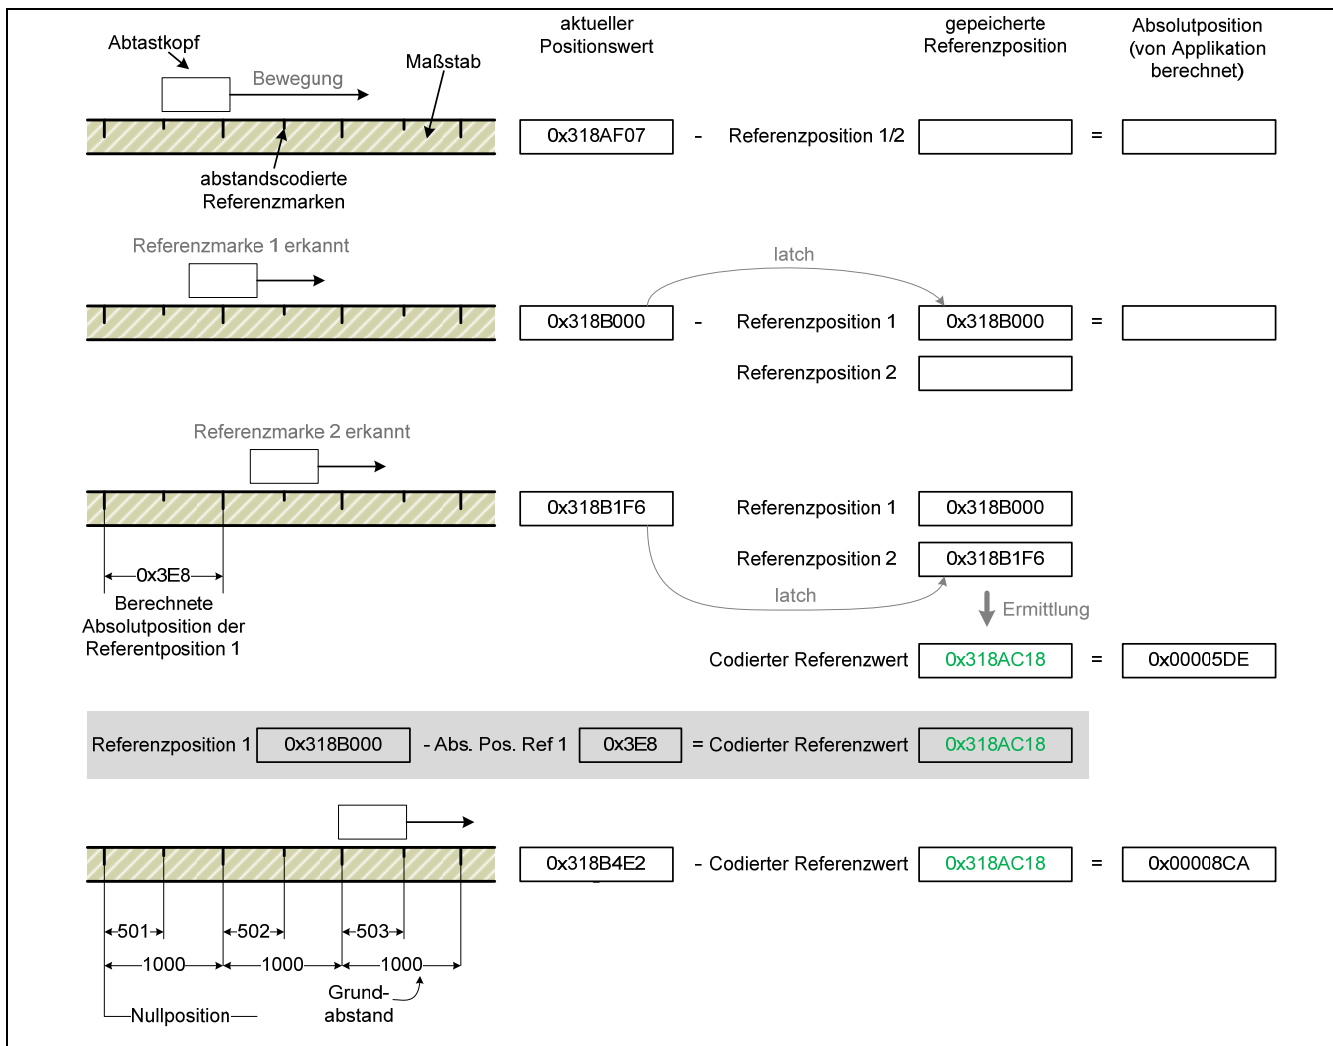 aktueller
Positionswert
gepeicherte
Referenzposition
Absolutposition
(von Applikation
berechnet)
Abtastkopf
Bewegung
Maßstab
0x318AF07 - Referenzposition 1/2 =
abstandscodierte
Referenzmarken
Referenzmarke 1 erkannt
latch
0x318B000 - Referenzposition 1 0x318B000 =
Referenzposition 2
Referenzmarke 2 erkannt
0x318B1F6 Referenzposition 1 0x318B000
Referenzposition 2 0x318B1F6
0x3E8
latch
Berechnete
Absolutposition der
Referentposition 1
Ermittlung
Codierter Referenzwert 0x318AC18 = 0x00005DE
Referenzposition 1 0x318B000 - Abs. Pos. Ref 1 0x3E8 = Codierter Referenzwert 0x318AC18
0x318B4E2 - Codierter Referenzwert 0x318AC18 = 0x00008CA
501 502 503
1000 1000 1000
Grund-
abstand
Nullposition